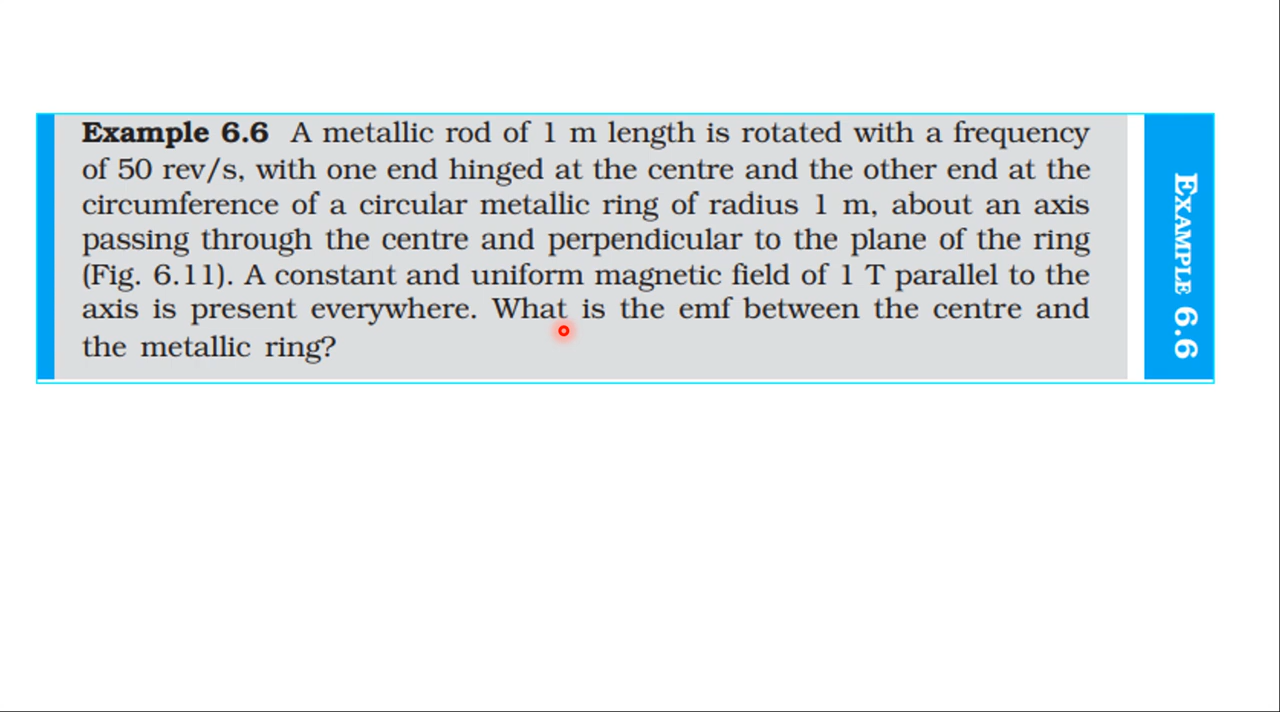 Example 6.6 A metallic rod of 1 m length is rotated with a frequency
of 50 rev/s, with one end hinged at the centre and the other end at the
circumference of a circular metallic ring of radius 1 m, about an axis
passing through the centre and perpendicular to the plane of the ring
(Fig. 6.11). A constant and uniform magnetic field of 1 T parallel to the
axis is present everywhere. What is the emf between the centre and
the metallic ring?
EXAMPLE 6.6